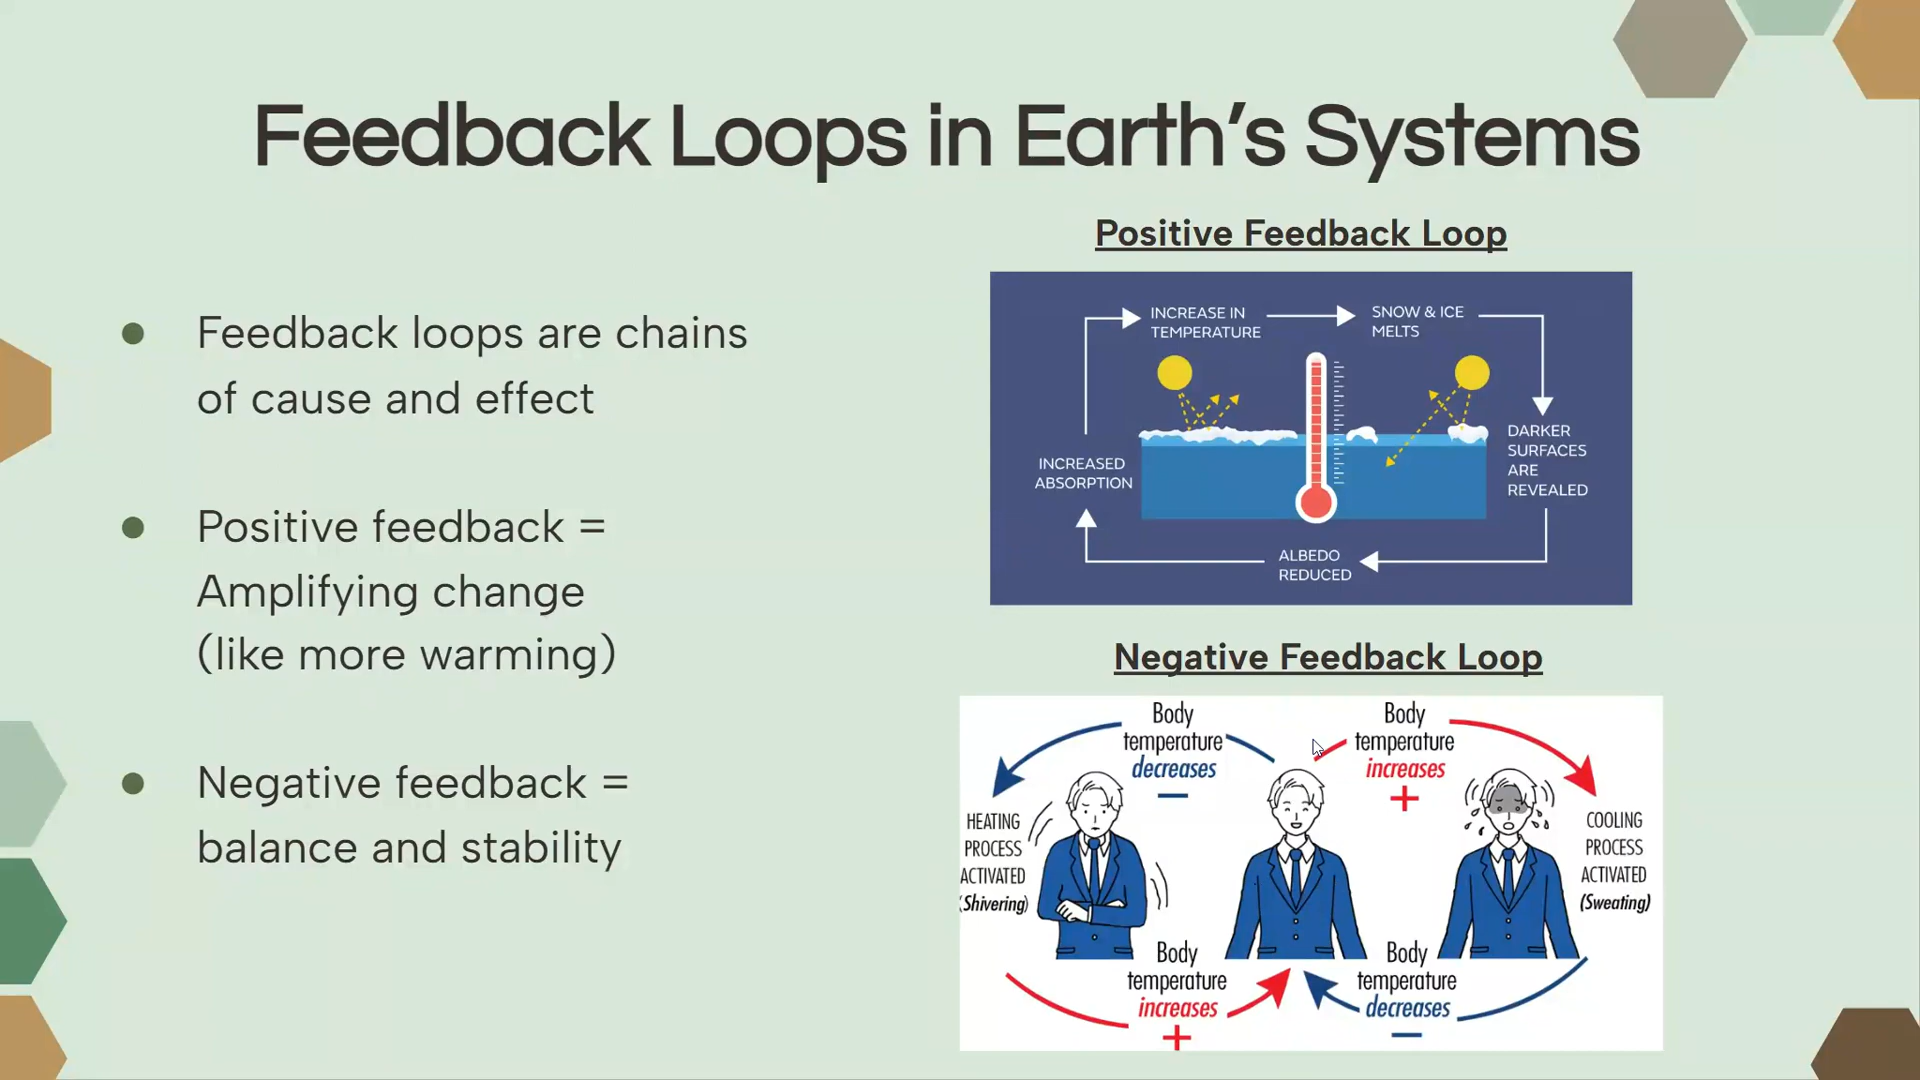 Feedback Loops in Earth’s Systems
Feedback loops are chains
of cause and effect
Positive feedback =
Amplifying change
(like more warming)
Negative feedback =
balance and stability
Positive Feedback Loop
INCREASE IN
TEMPERATURE
SNOW & ICE
MELTS
DARKER
SURFACES
ARE
REVEALED
ALBEDO
REDUCED
INCREASED
ABSORPTION
Negative Feedback Loop
Body
temperature
decreases
–
Body
temperature
increases
+
HEATING
PROCESS
ACTIVATED
(Shivering)
COOLING
PROCESS
ACTIVATED
(Sweating)
Body
temperature
increases
+
Body
temperature
decreases
–